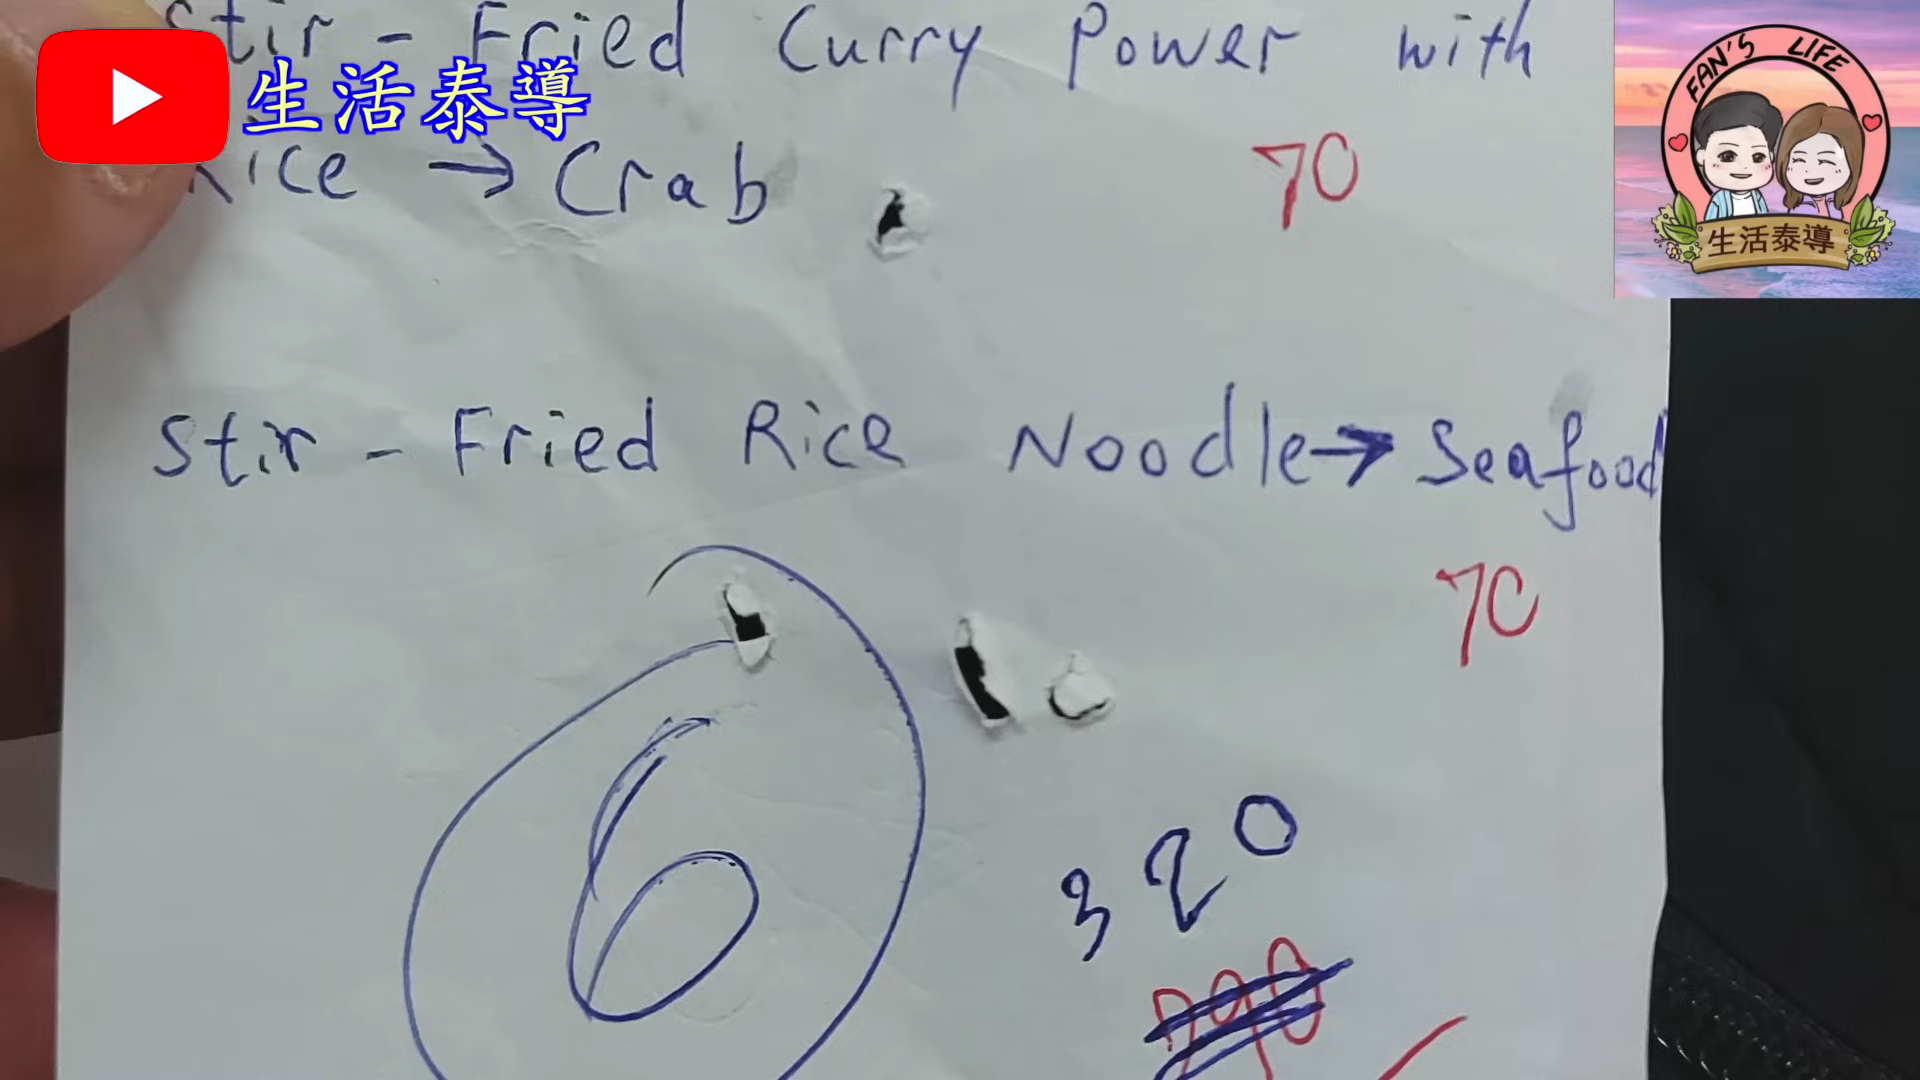 Stir - Fried Curry Power with
生活泰導
Rice → Crab
70
FAN'S LIFE
生活泰導
Stir - Fried Rice Noodle → Seafood
70
6
320